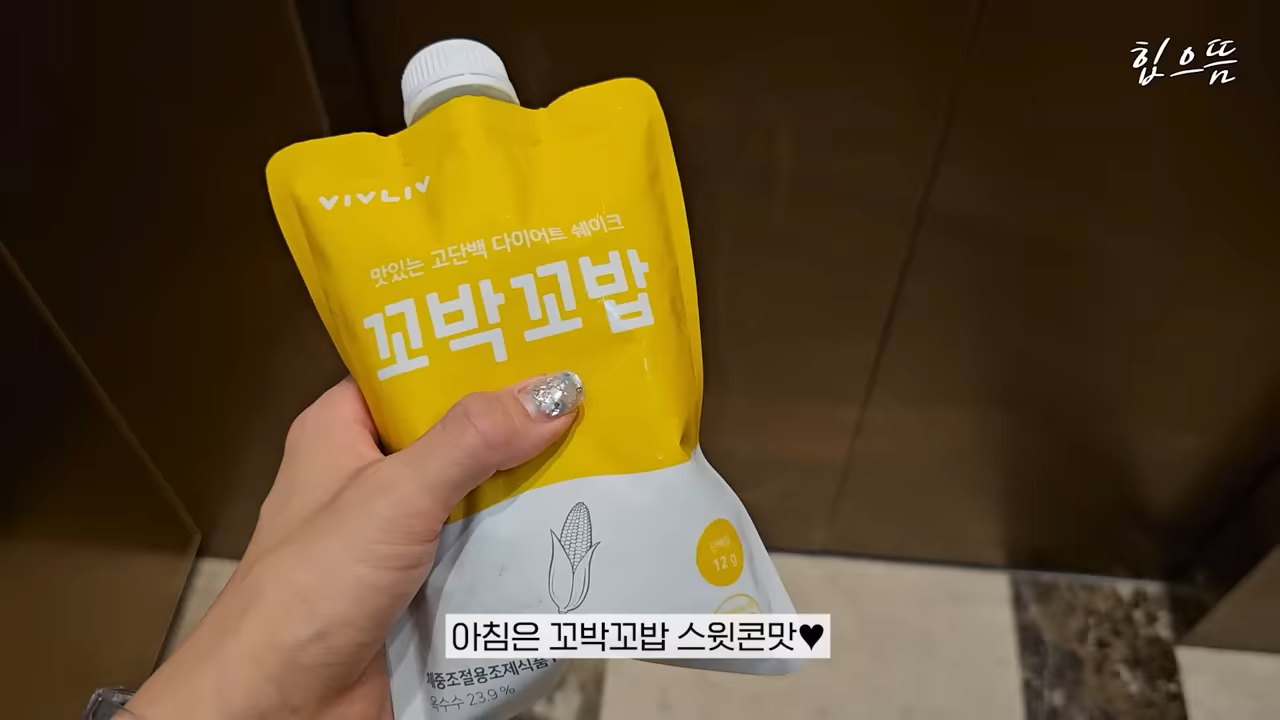 힙으뜸
VIVLIV
맛있는 고단백 다이어트 쉐이크
꼬박꼬밥
12 g
아침은 꼬박꼬밥 스윗콘맛♥
체중조절용조제식품
옥수수 23.9 %